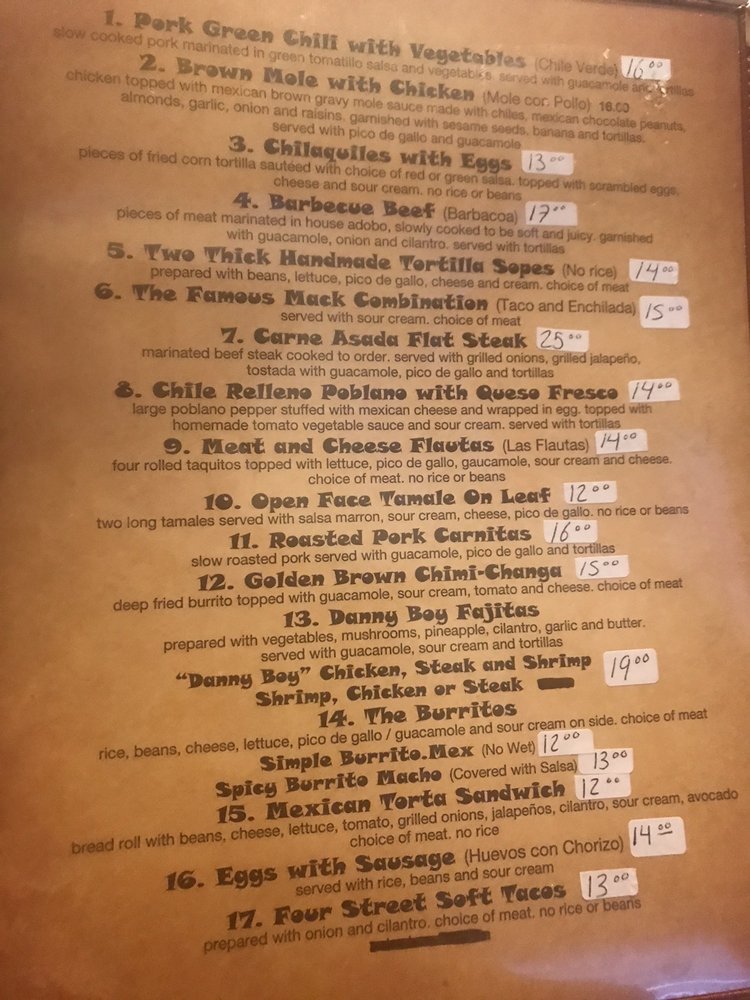 1. Pork Green Chili with Vegetables (Chile Verde) 16.00
slow cooked pork marinated in green tomatillo salsa and vegetables. served with guacamole and tortillas
2. Brown Mole with Chicken (Mole con Pollo) 16.00
chicken topped with mexican brown gravy mole sauce made with chiles, mexican chocolate peanuts,
almonds, garlic, onion and raisins. garnished with sesame seeds, banana and tortillas.
served with pico de gallo and guacamole
3. Chilaquiles with Eggs 13.00
pieces of fried corn tortilla sautéed with choice of red or green salsa. topped with scrambled eggs,
cheese and sour cream. no rice or beans
4. Barbecue Beef (Barbacoa) 17.00
pieces of meat marinated in house adobo, slowly cooked to be soft and juicy. garnished
with guacamole, onion and cilantro. served with tortillas
5. Two Thick Handmade Tortilla Sopes (No rice) 14.00
prepared with beans, lettuce, pico de gallo, cheese and cream. choice of meat
6. The Famous Mack Combination (Taco and Enchilada) 15.00
served with sour cream. choice of meat
7. Carne Asada Flat Steak 25.00
marinated beef steak cooked to order. served with grilled onions, grilled jalapeño,
tostada with guacamole, pico de gallo and tortillas
8. Chile Relleno Poblano with Queso Fresco 14.00
large poblano pepper stuffed with mexican cheese and wrapped in egg. topped with
homemade tomato vegetable sauce and sour cream. served with tortillas
9. Meat and Cheese Flautas (Las Flautas) 14.00
four rolled taquitos topped with lettuce, pico de gallo, gaucamole, sour cream and cheese.
choice of meat. no rice or beans
10. Open Face Tamale On Leaf 12.00
two long tamales served with salsa marron, sour cream, cheese, pico de gallo. no rice or beans
11. Roasted Pork Carnitas 16.00
slow roasted pork served with guacamole, pico de gallo and tortillas
12. Golden Brown Chimi-Changa 15.00
deep fried burrito topped with guacamole, sour cream, tomato and cheese. choice of meat
13. Danny Boy Fajitas
prepared with vegetables, mushrooms, pineapple, cilantro, garlic and butter.
served with guacamole, sour cream and tortillas
"Danny Boy" Chicken, Steak and Shrimp 19.00
Shrimp, Chicken or Steak
14. The Burritos
rice, beans, cheese, lettuce, pico de gallo / guacamole and sour cream on side. choice of meat
Simple Burrito.Mex (No Wet) 12.00
Spicy Burrito Macho (Covered with Salsa) 13.00
15. Mexican Torta Sandwich 12.00
bread roll with beans, cheese, lettuce, tomato, grilled onions, jalapeños, cilantro, sour cream, avocado
choice of meat. no rice
16. Eggs with Sausage (Huevos con Chorizo) 14.00
served with rice, beans and sour cream
17. Four Street Soft Tacos 13.00
prepared with onion and cilantro. choice of meat. no rice or beans